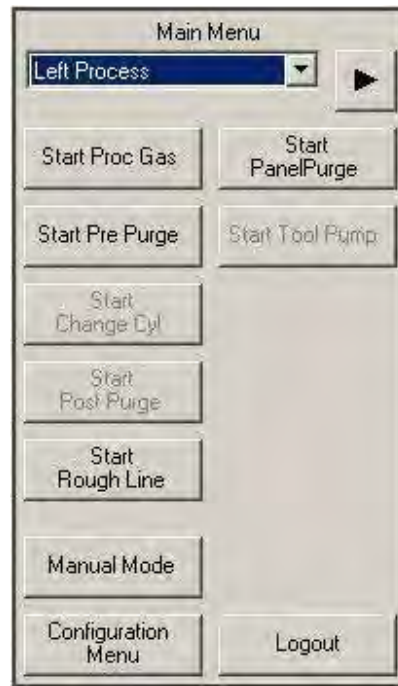 Main Menu
Left Process
Start Proc Gas
Start
PanelPurge
Start Pre Purge
Start Tool Pump
Start
Change Cyl
Start
Post Purge
Start
Rough Line
Manual Mode
Configuration
Menu
Logout